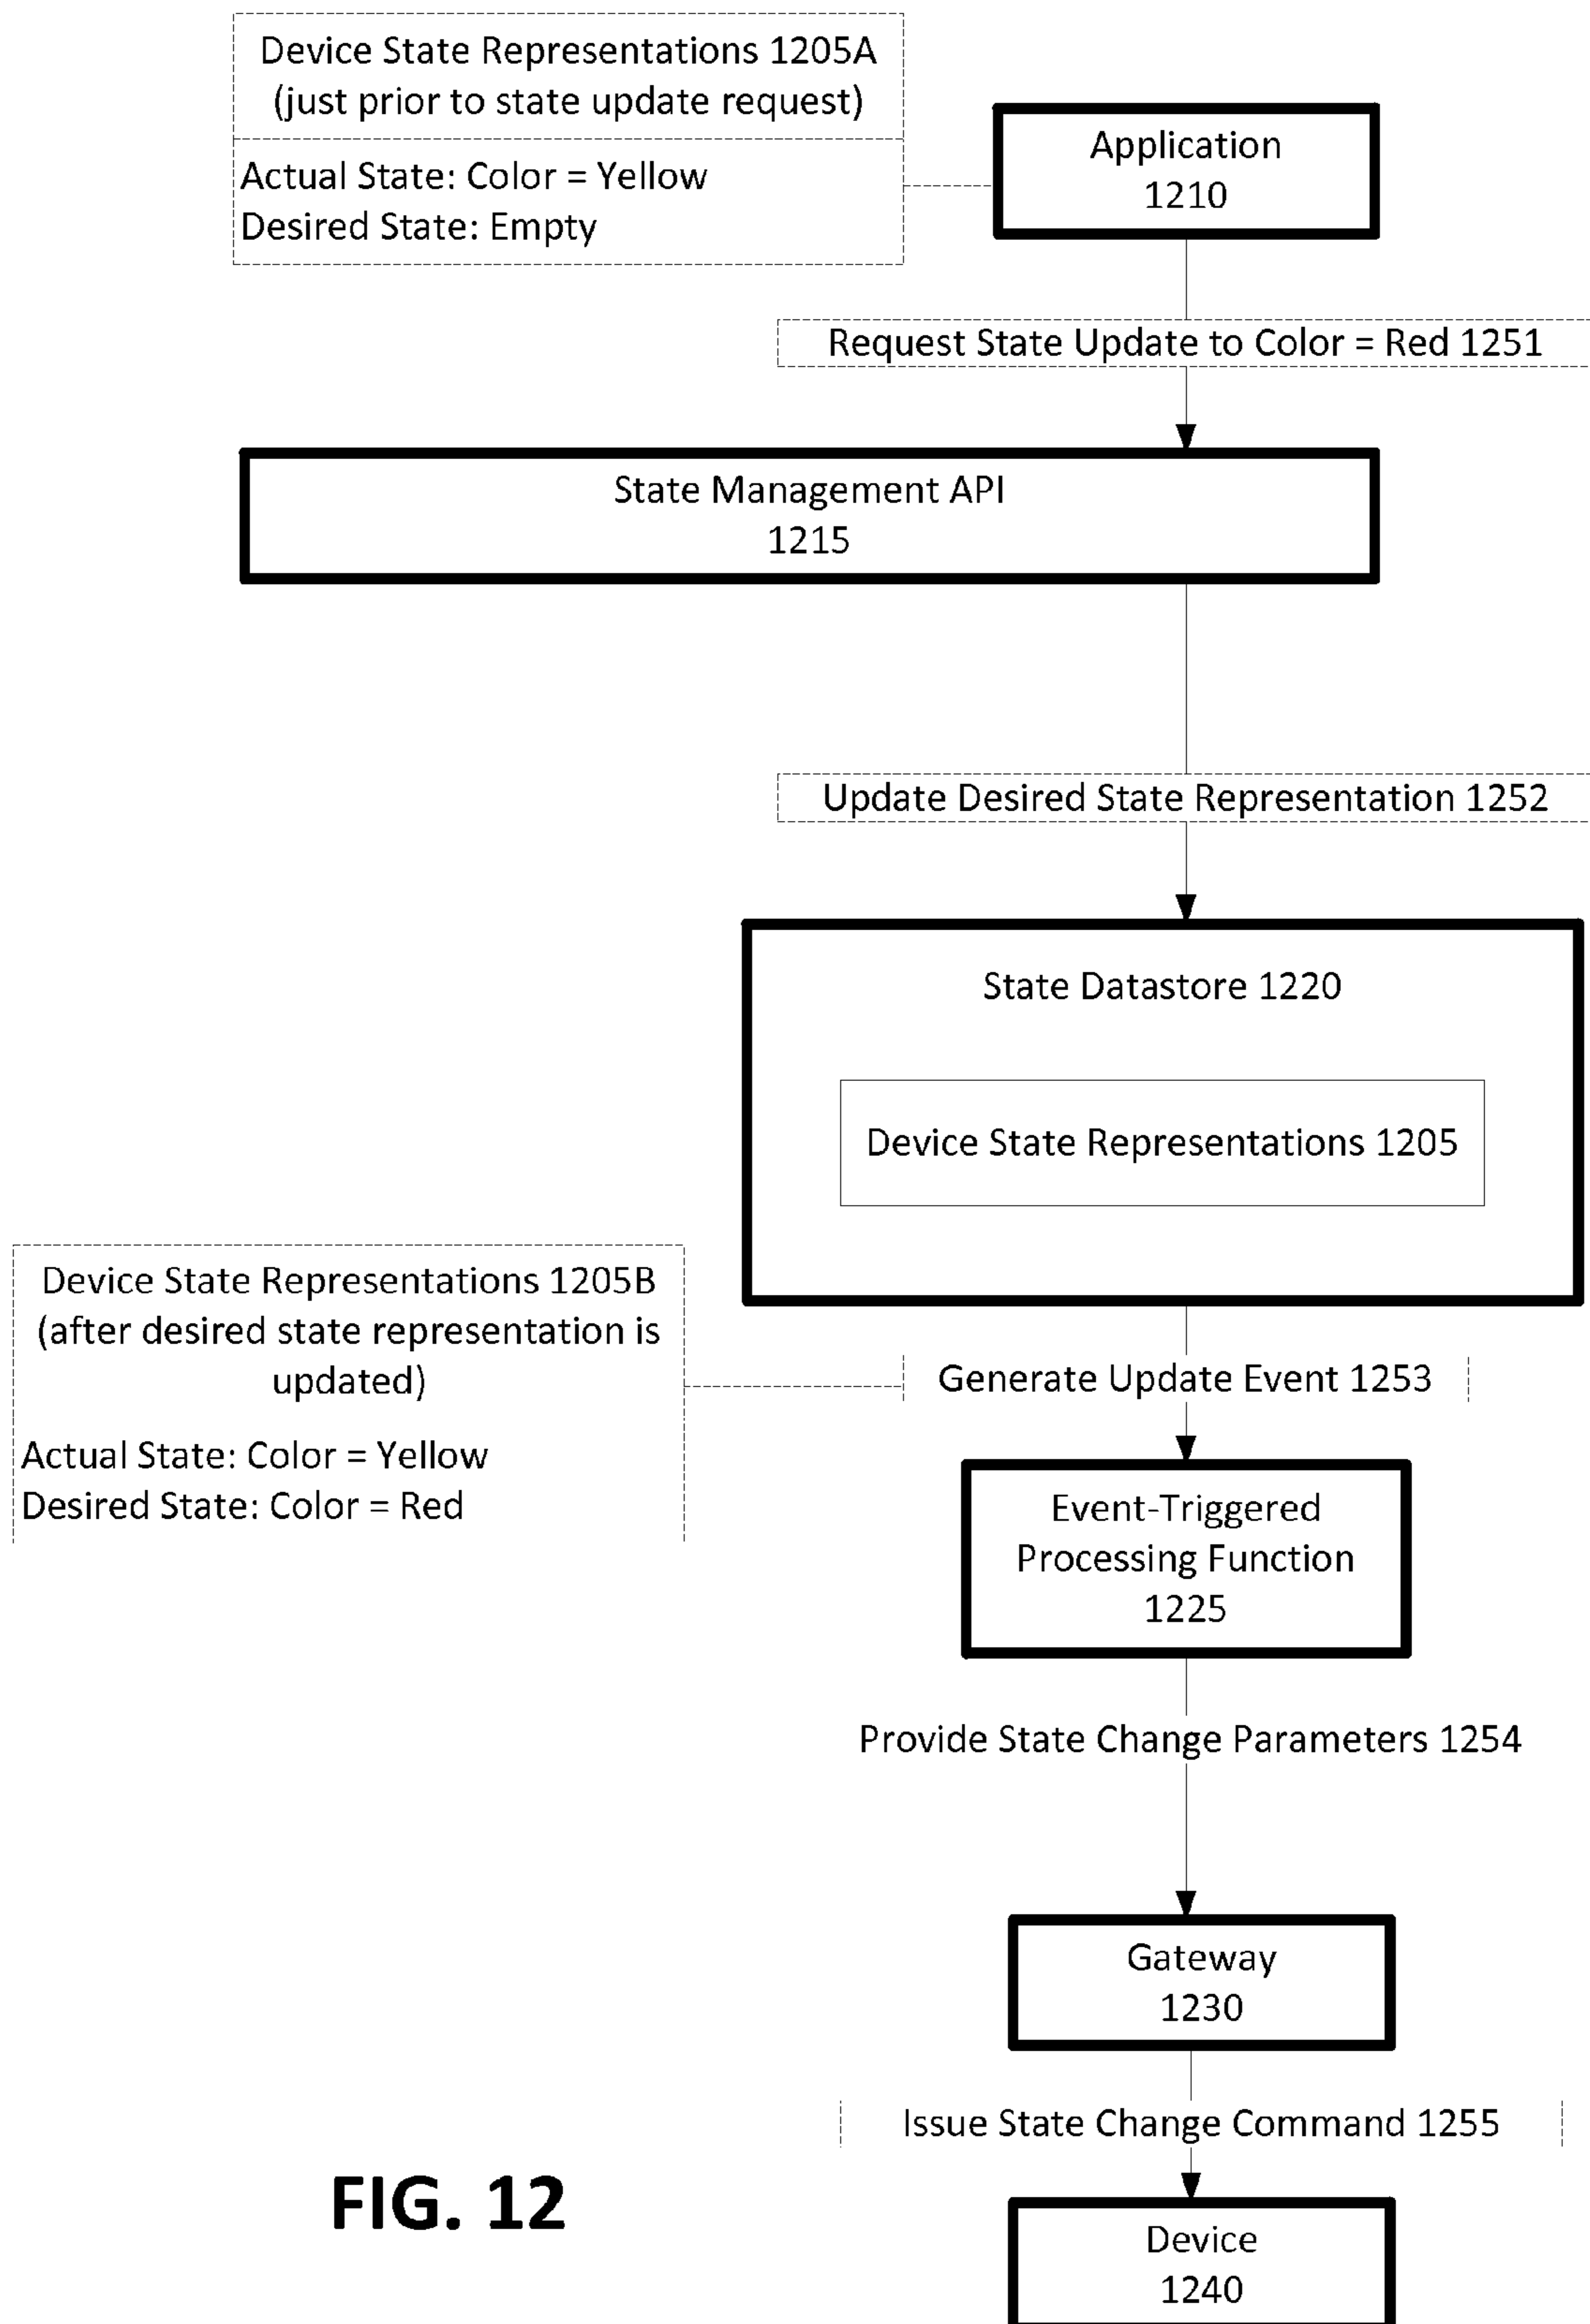 Device State Representations 1205A
(just prior to state update request)
Actual State: Color = Yellow
Desired State: Empty
Application
1210
Request State Update to Color = Red 1251
State Management API
1215
Update Desired State Representation 1252
State Datastore 1220
Device State Representations 1205
Device State Representations 1205B
(after desired state representation is
updated)
Actual State: Color = Yellow
Desired State: Color = Red
Generate Update Event 1253
Event-Triggered
Processing Function
1225
Provide State Change Parameters 1254
Gateway
1230
Issue State Change Command 1255
Device
1240
FIG. 12